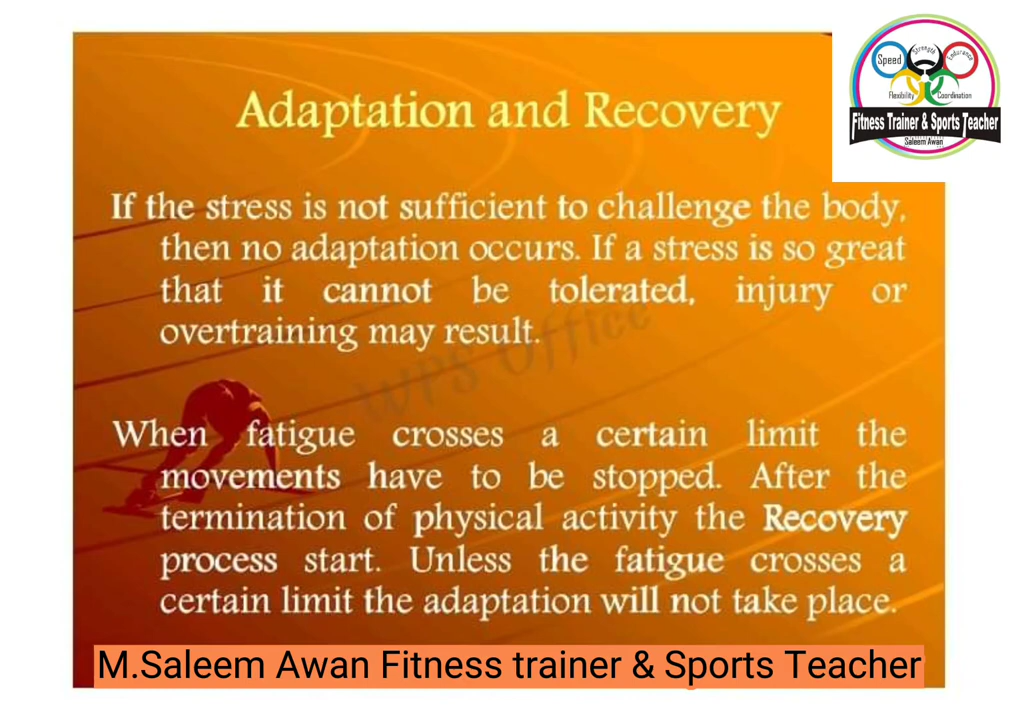 Adaptation and Recovery
Speed
Strength
Endurance
Flexibility
Coordination
Fitness Trainer & Sports Teacher
Saleem Awan
If the stress is not sufficient to challenge the body,
then no adaptation occurs. If a stress is so great
that it cannot be tolerated, injury or
overtraining may result.
WPS Office
When fatigue crosses a certain limit the
movements have to be stopped. After the
termination of physical activity the Recovery
process start. Unless the fatigue crosses a
certain limit the adaptation will not take place.
M.Saleem Awan Fitness trainer & Sports Teacher